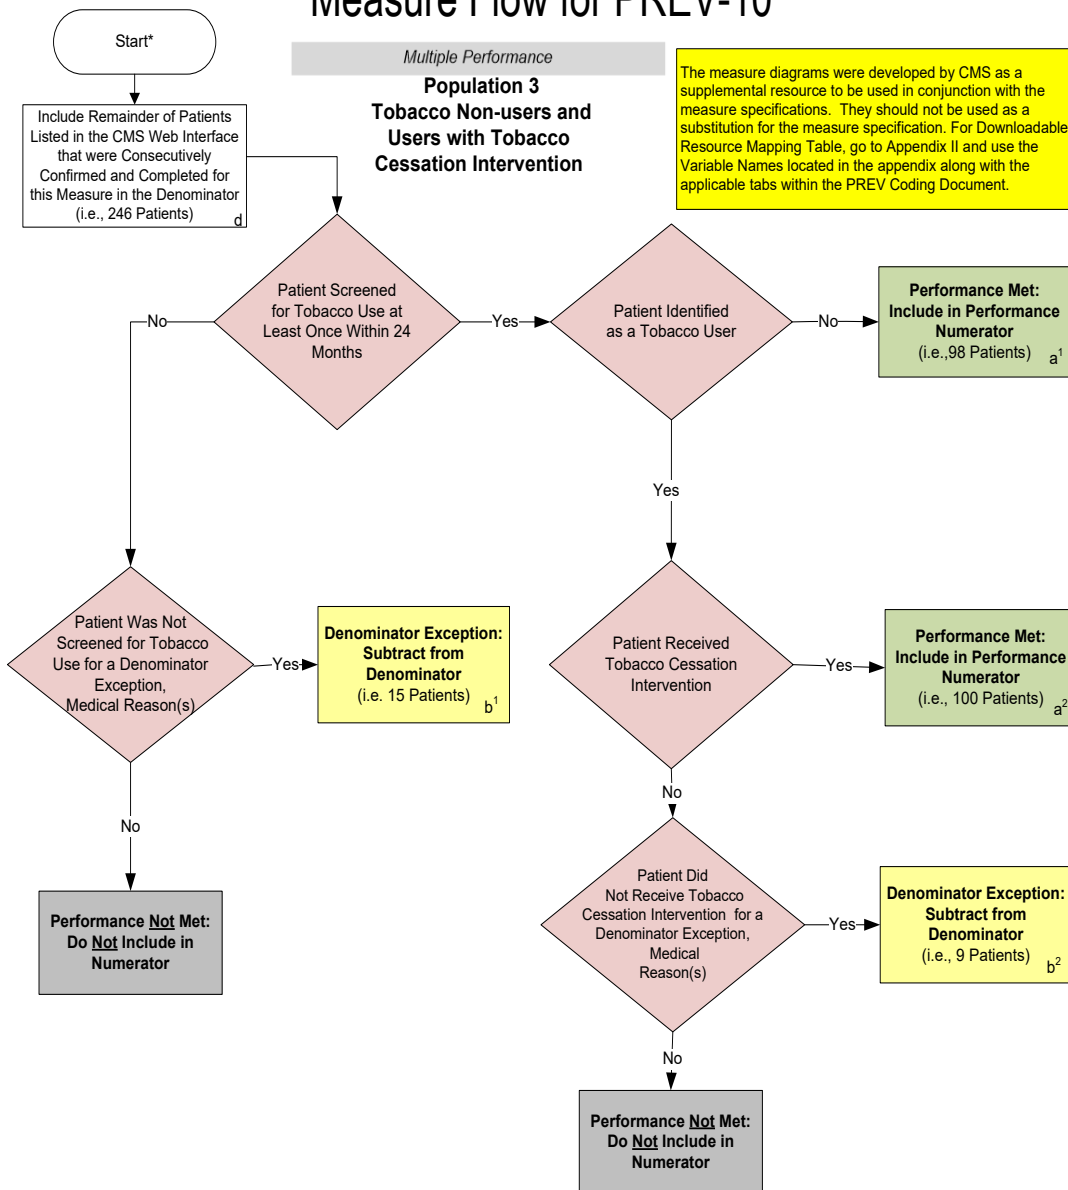 Measure Flow for PREV-10
Start*
Multiple Performance
Population 3
Tobacco Non-users and
Users with Tobacco
Cessation Intervention
The measure diagrams were developed by CMS as a
supplemental resource to be used in conjunction with the
measure specifications. They should not be used as a
substitution for the measure specification. For Downloadable
Resource Mapping Table, go to Appendix II and use the
Variable Names located in the appendix along with the
applicable tabs within the PREV Coding Document.
Include Remainder of Patients
Listed in the CMS Web Interface
that were Consecutively
Confirmed and Completed for
this Measure in the Denominator
(i.e., 246 Patients) d
Patient Screened
for Tobacco Use at
Least Once Within 24
Months
No
Yes
Patient Identified
as a Tobacco User
No
Performance Met:
Include in Performance
Numerator
(i.e.,98 Patients) a¹
Yes
Patient Was Not
Screened for Tobacco
Use for a Denominator
Exception,
Medical Reason(s)
Yes
Denominator Exception:
Subtract from
Denominator
(i.e. 15 Patients) b¹
Patient Received
Tobacco Cessation
Intervention
Yes
Performance Met:
Include in Performance
Numerator
(i.e., 100 Patients) a²
No
No
Performance Not Met:
Do Not Include in
Numerator
Patient Did
Not Receive Tobacco
Cessation Intervention for a
Denominator Exception,
Medical
Reason(s)
Yes
Denominator Exception:
Subtract from
Denominator
(i.e., 9 Patients) b²
No
Performance Not Met:
Do Not Include in
Numerator